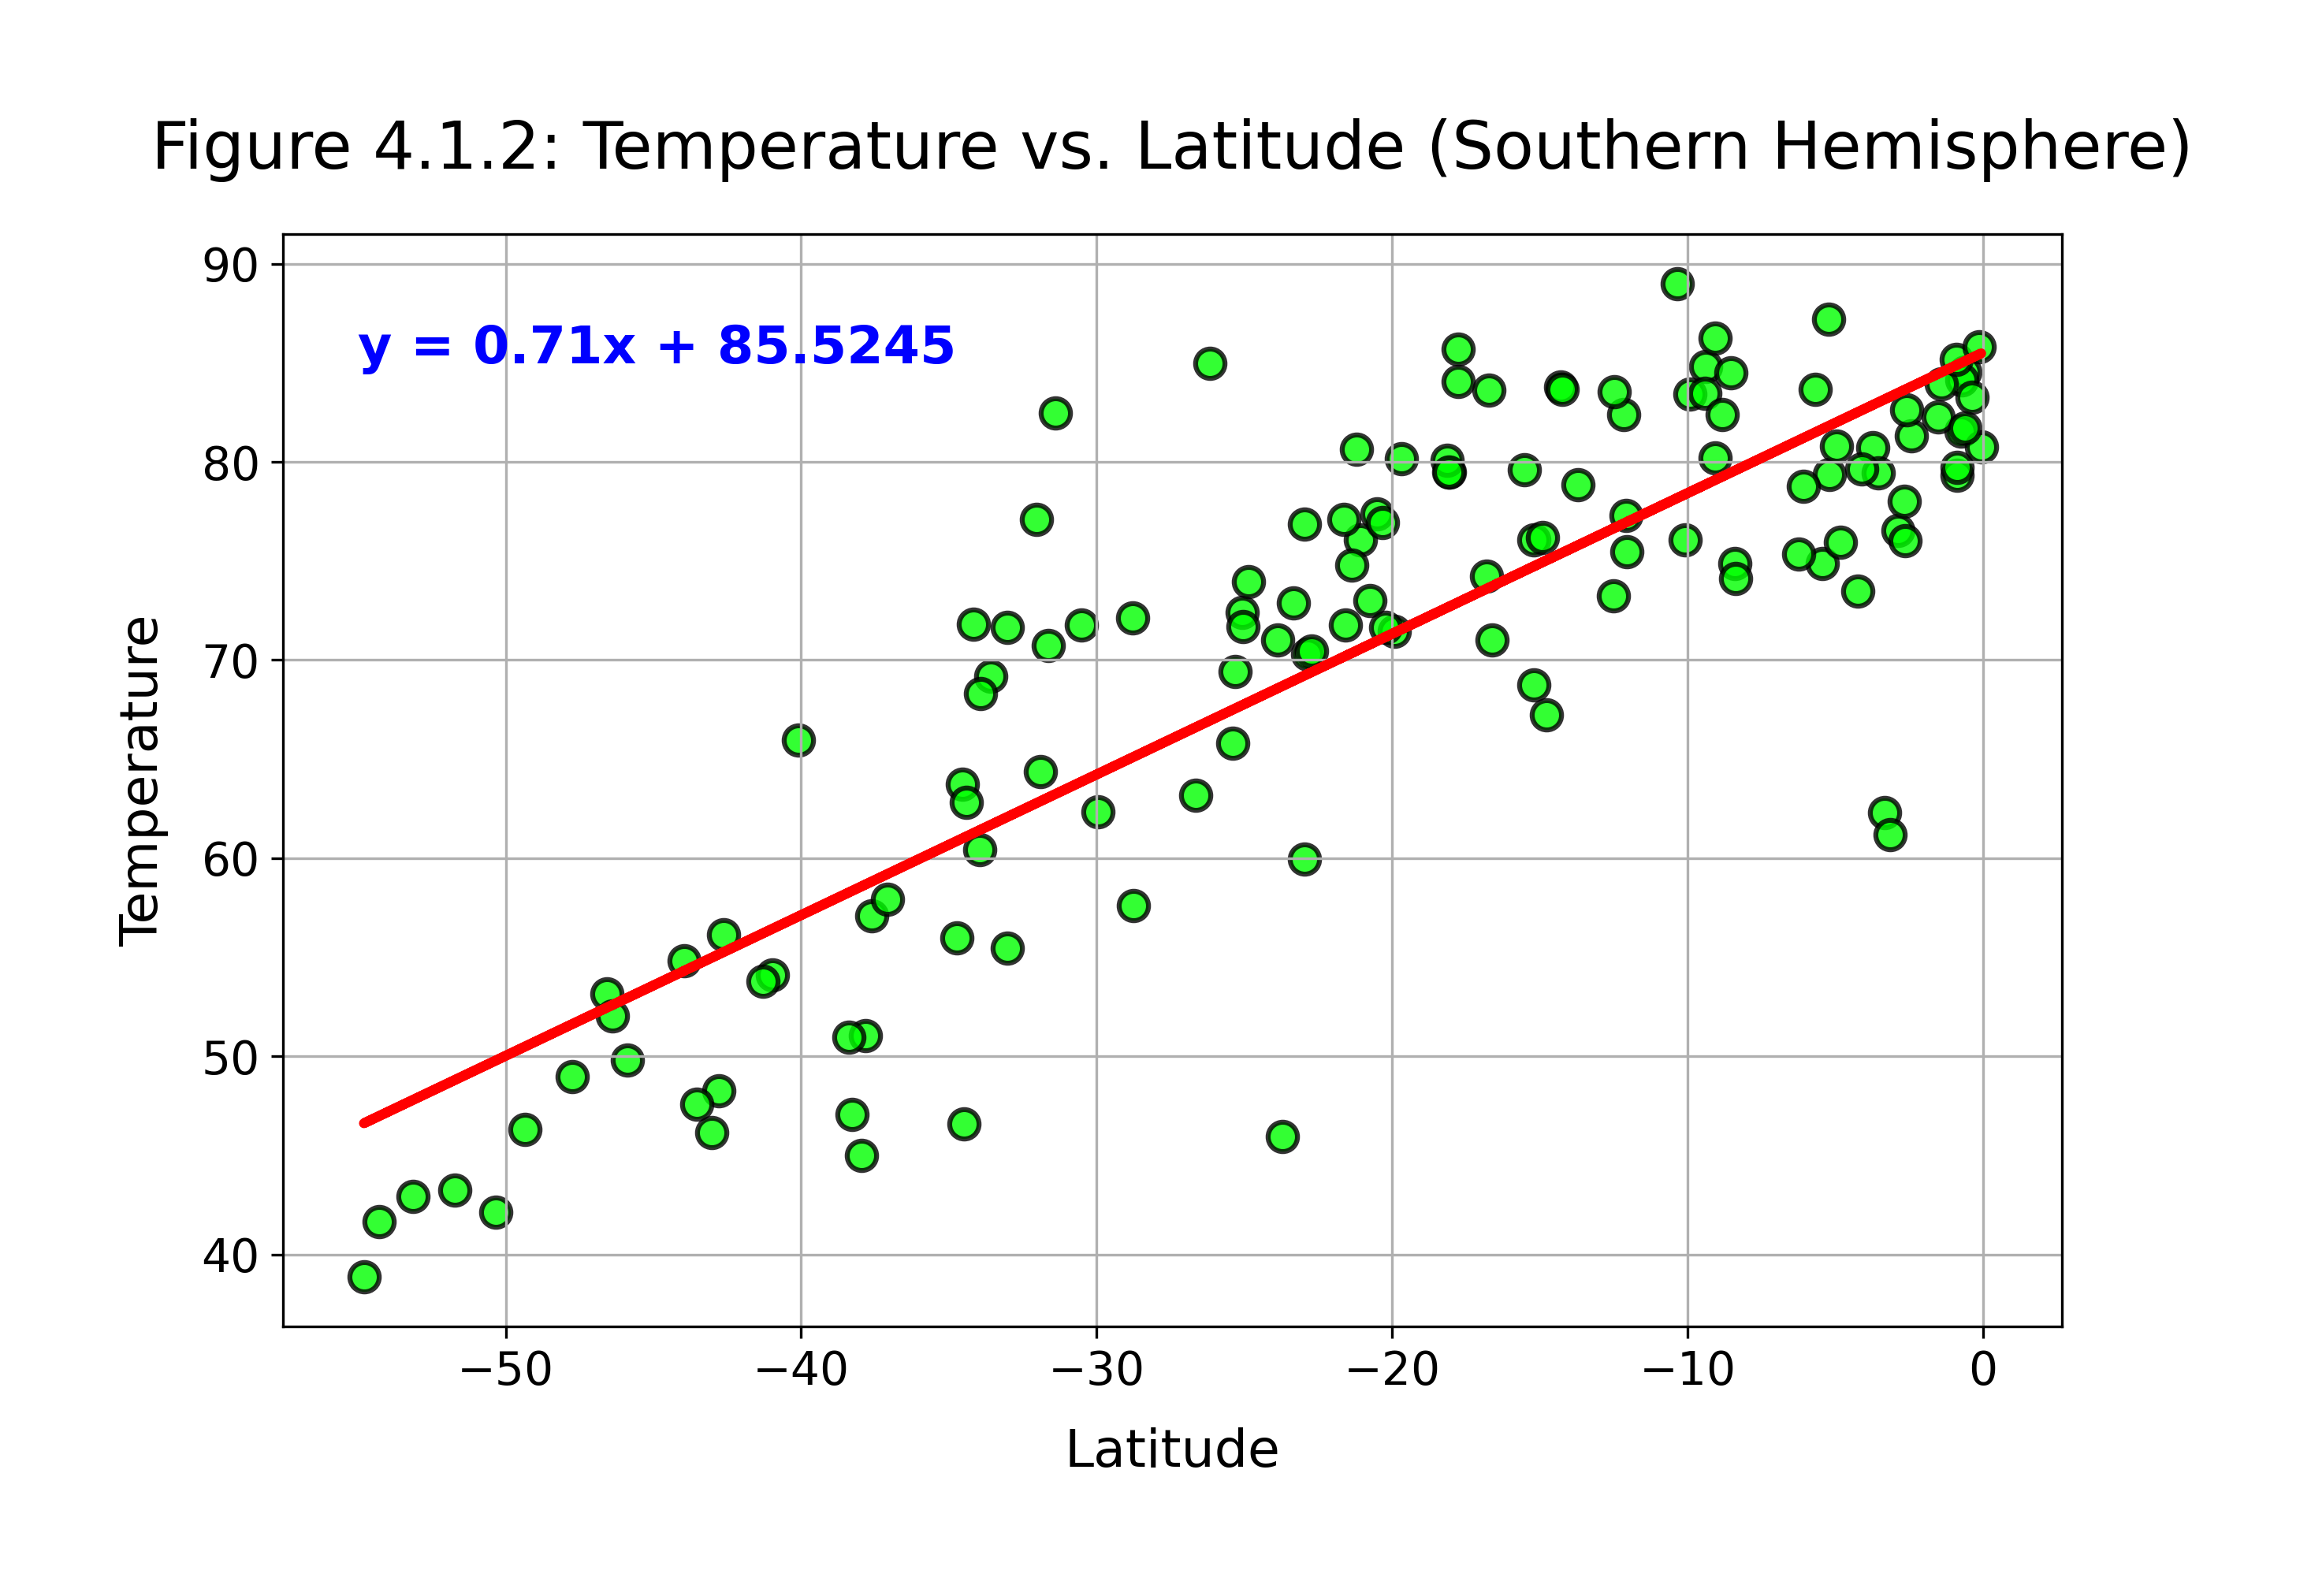 Figure 4.1.2: Temperature vs. Latitude (Southern Hemisphere)
90
y = 0.71x + 85.5245
80
70
Temperature
60
50
40
−50 −40 −30 −20 −10 0
Latitude